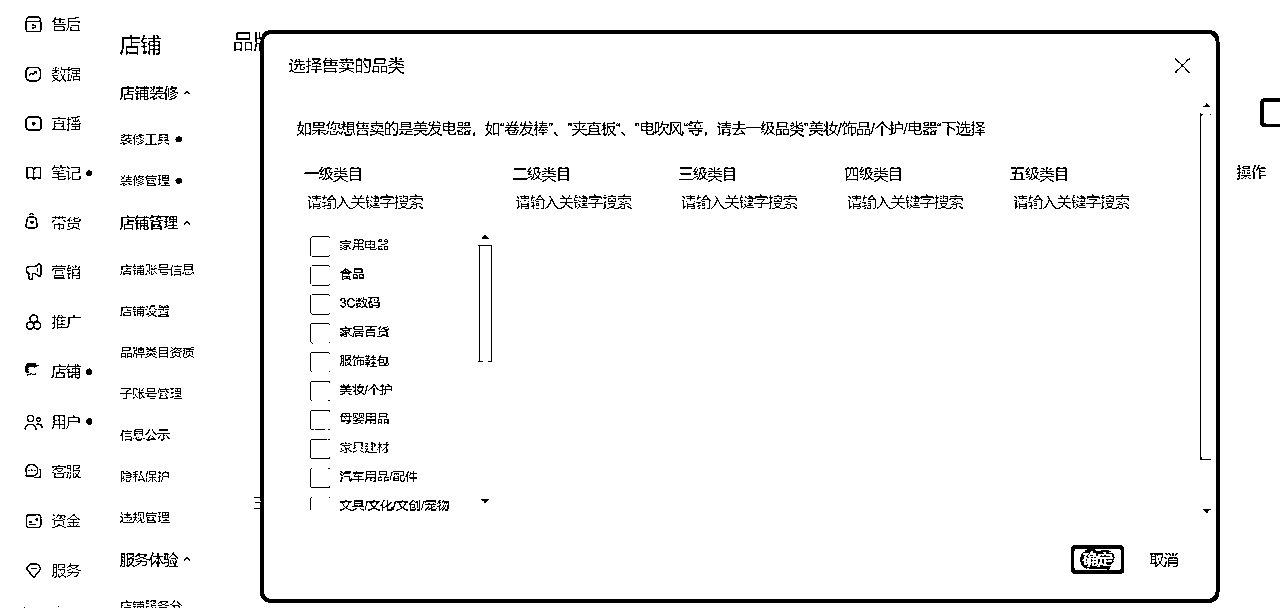 售后
数据
直播
笔记
带货
营销
推广
店铺
用户
客服
资金
服务
店铺
店铺装修
装修工具
装修管理
店铺管理
店铺账号信息
店铺设置
品牌类目资质
子账号管理
信息公示
隐私保护
违规管理
服务体验
品牌
选择售卖的品类
如果您想售卖的是美发电器，如“卷发棒”、“夹直板“、”电吹风“等，请去一级品类”美妆/饰品/个护/电器“下选择
一级类目 二级类目 三级类目 四级类目 五级类目
请输入关键字搜索 请输入关键字搜索 请输入关键字搜索 请输入关键字搜索 请输入关键字搜索
家用电器
食品
3C数码
家居百货
服饰鞋包
美妆/个护
母婴用品
家具建材
汽车用品/配件
文具/文化/文创/宠物
确定 取消
操作